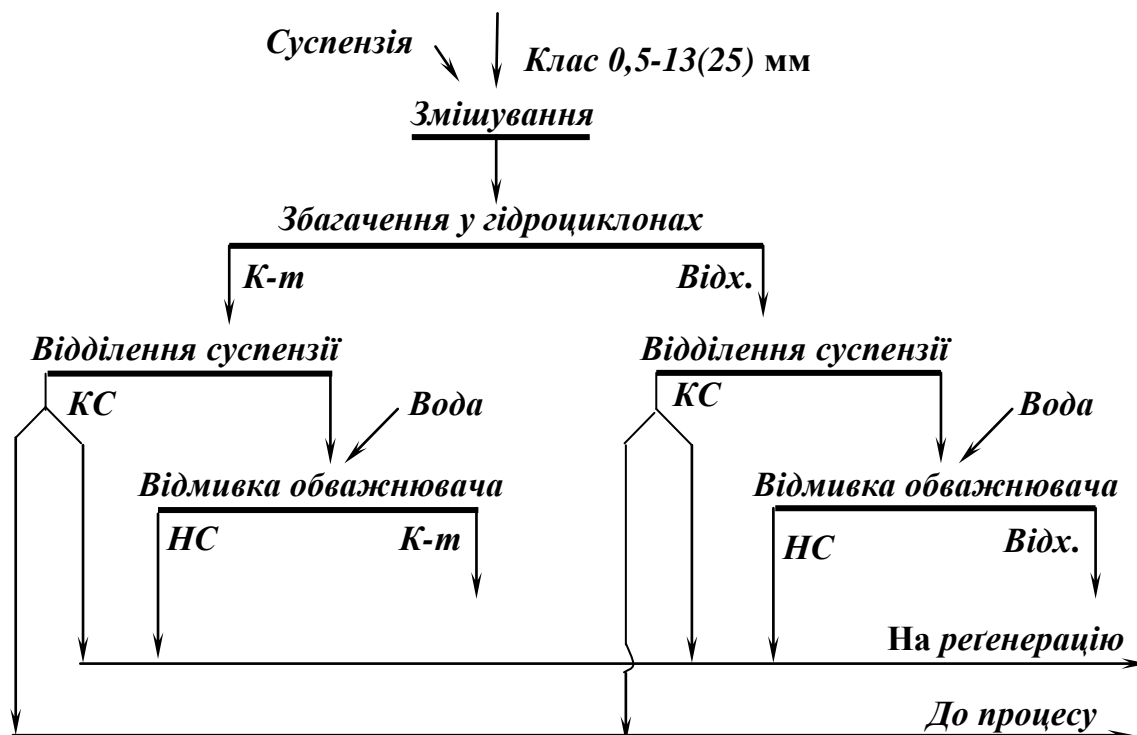 Суспензія
Клас 0,5-13(25) мм
Змішування
Збагачення у гідроциклонах
К-т
Відх.
Відділення суспензії
Відділення суспензії
КС
Вода
КС
Вода
Відмивка обважнювача
Відмивка обважнювача
НС
К-т
НС
Відх.
На реґенерацію
До процесу